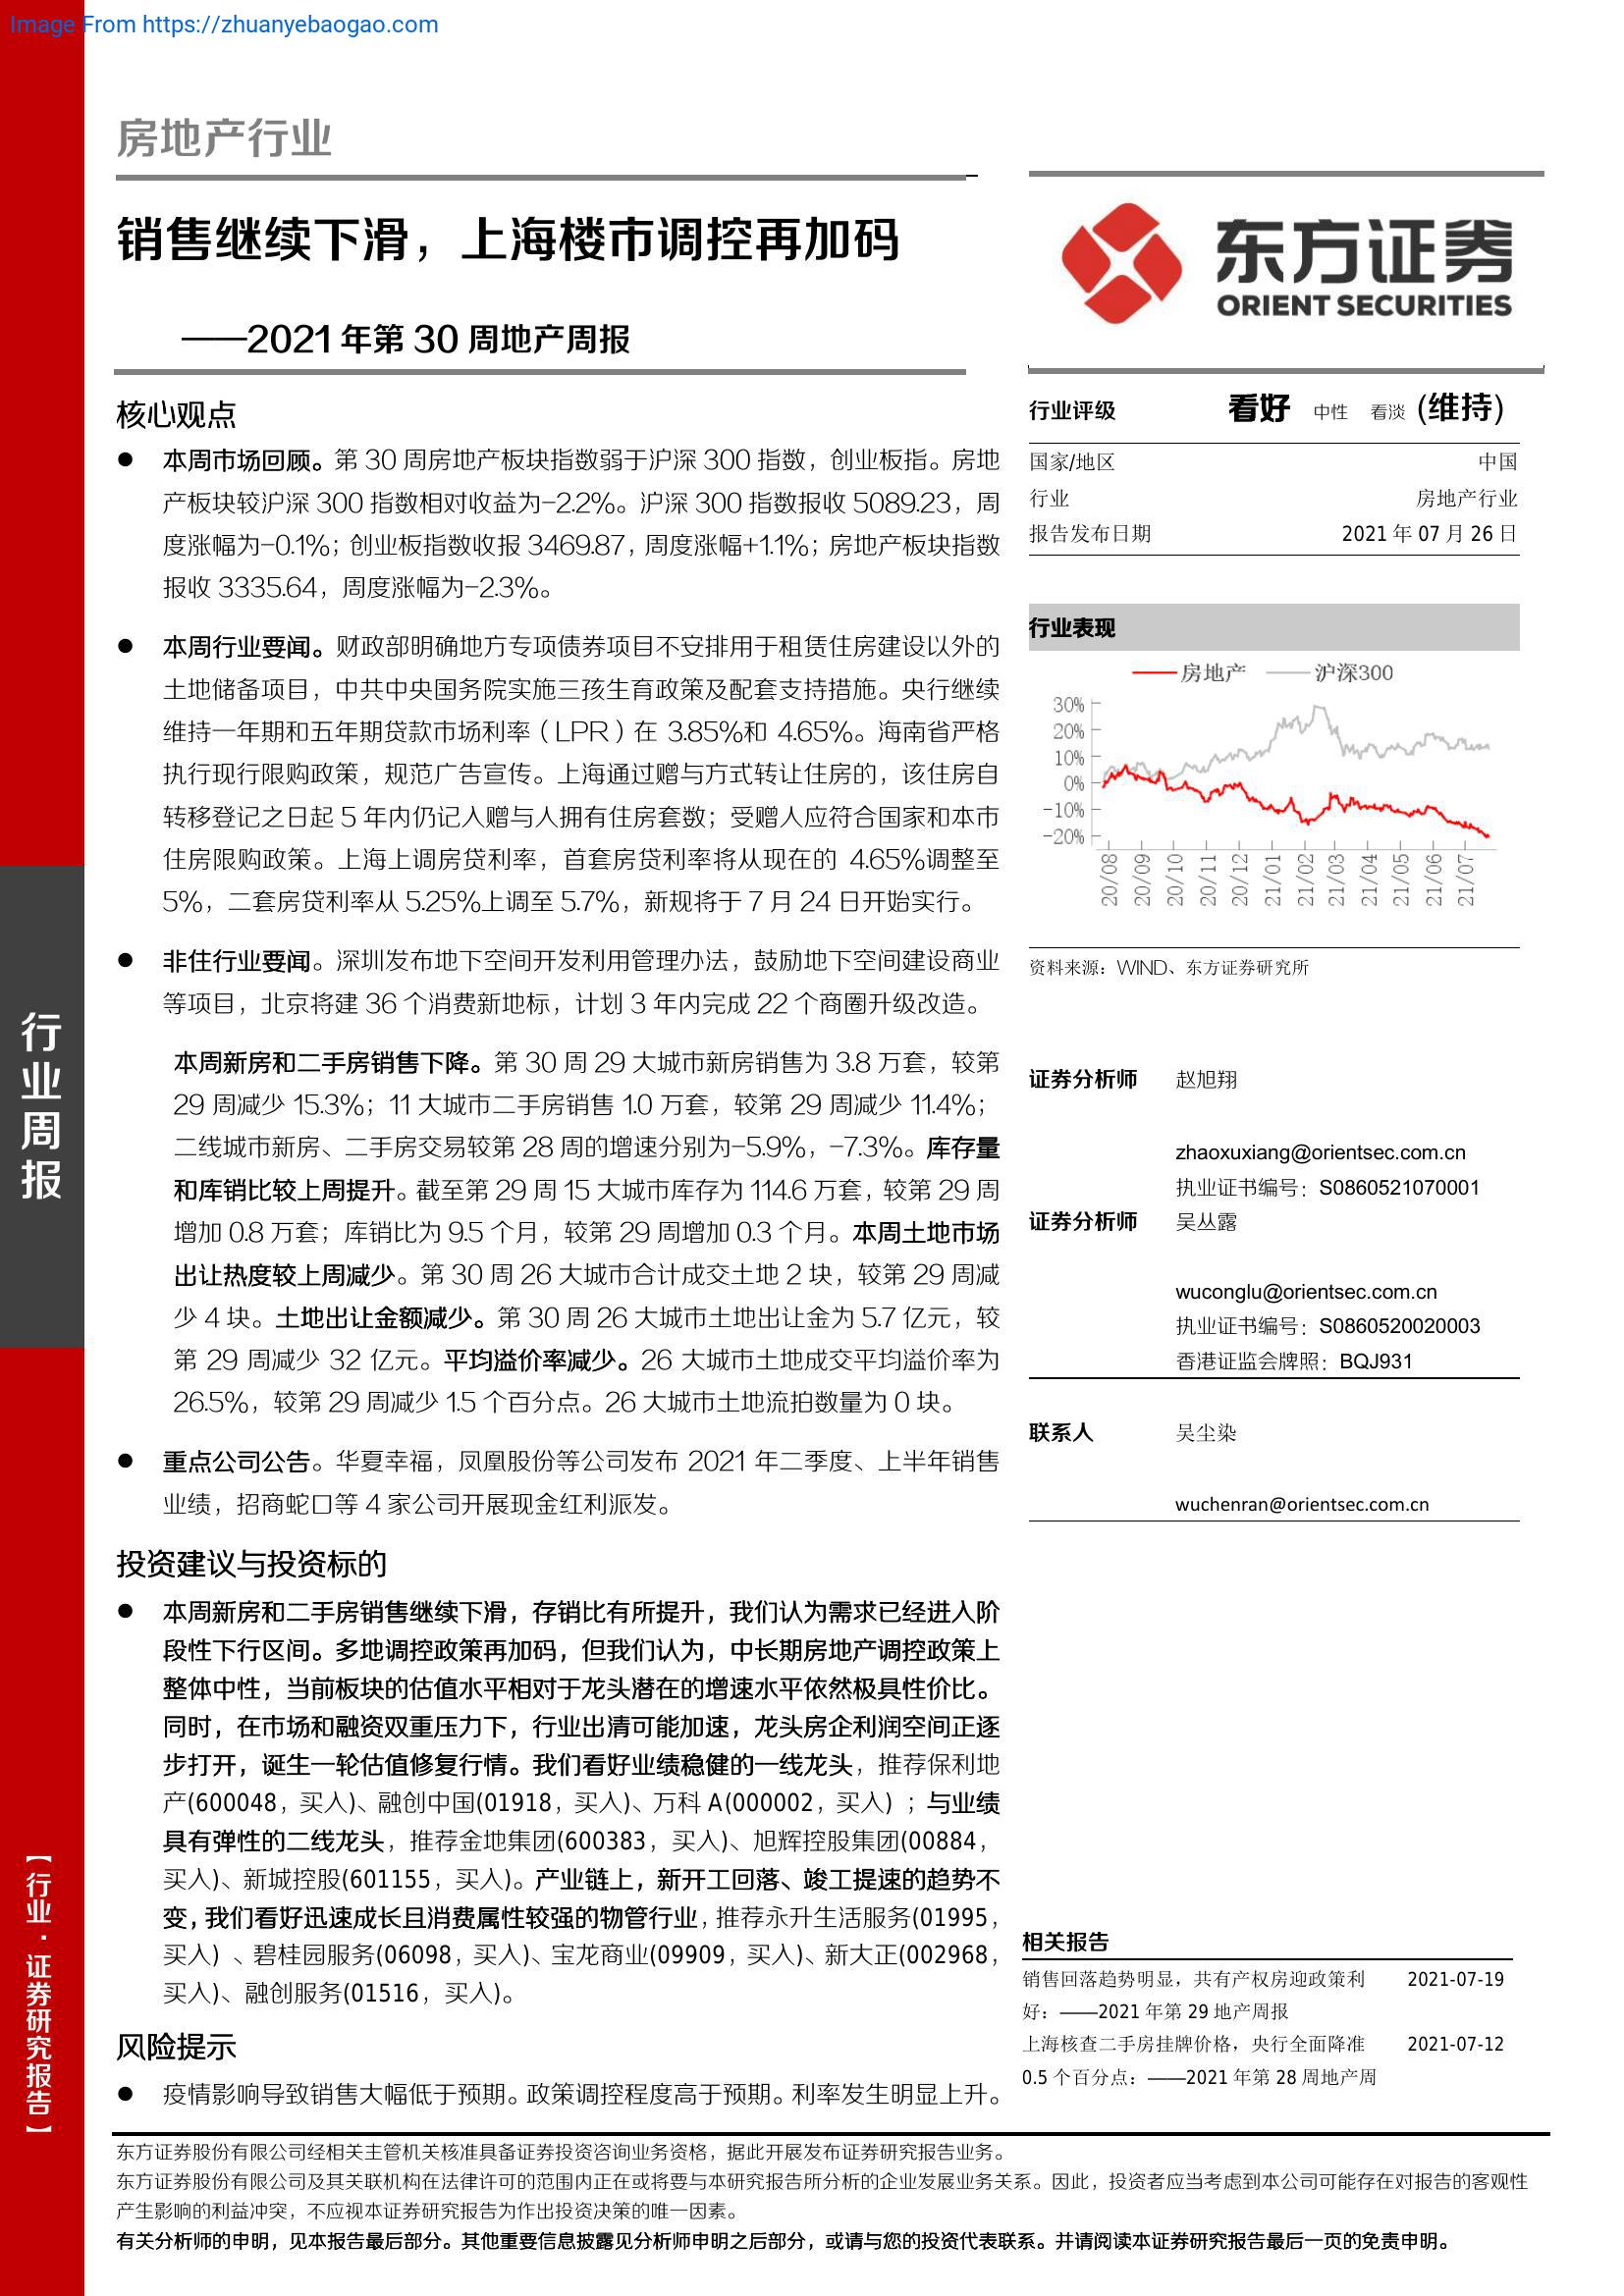 Image From https://zhuanyebaogao.com
房地产行业
销售继续下滑，上海楼市调控再加码
——2021 年第 30 周地产周报
东方证券
ORIENT SECURITIES
核心观点
● 本周市场回顾。第 30 周房地产板块指数弱于沪深 300 指数，创业板指。房地
产板块较沪深 300 指数相对收益为-2.2%。沪深 300 指数报收 5089.23，周
度涨幅为-0.1%；创业板指数收报 3469.87，周度涨幅+1.1%；房地产板块指数
报收 3335.64，周度涨幅为-2.3%。
● 本周行业要闻。财政部明确地方专项债券项目不安排用于租赁住房建设以外的
土地储备项目，中共中央国务院实施三孩生育政策及配套支持措施。央行继续
维持一年期和五年期贷款市场利率（LPR）在 3.85%和 4.65%。海南省严格
执行现行限购政策，规范广告宣传。上海通过赠与方式转让住房的，该住房自
转移登记之日起 5 年内仍记入赠与人拥有住房套数；受赠人应符合国家和本市
住房限购政策。上海上调房贷利率，首套房贷利率将从现在的 4.65%调整至
5%，二套房贷利率从 5.25%上调至 5.7%，新规将于 7 月 24 日开始实行。
● 非住行业要闻。深圳发布地下空间开发利用管理办法，鼓励地下空间建设商业
等项目，北京将建 36 个消费新地标，计划 3 年内完成 22 个商圈升级改造。
本周新房和二手房销售下降。第 30 周 29 大城市新房销售为 3.8 万套，较第
29 周减少 15.3%；11 大城市二手房销售 1.0 万套，较第 29 周减少 11.4%；
二线城市新房、二手房交易较第 28 周的增速分别为-5.9%，-7.3%。库存量
和库销比较上周提升。截至第 29 周 15 大城市库存为 114.6 万套，较第 29 周
增加 0.8 万套；库销比为 9.5 个月，较第 29 周增加 0.3 个月。本周土地市场
出让热度较上周减少。第 30 周 26 大城市合计成交土地 2 块，较第 29 周减
少 4 块。土地出让金额减少。第 30 周 26 大城市土地出让金为 5.7 亿元，较
第 29 周减少 32 亿元。平均溢价率减少。26 大城市土地成交平均溢价率为
26.5%，较第 29 周减少 1.5 个百分点。26 大城市土地流拍数量为 0 块。
● 重点公司公告。华夏幸福，凤凰股份等公司发布 2021 年二季度、上半年销售
业绩，招商蛇口等 4 家公司开展现金红利派发。
投资建议与投资标的
● 本周新房和二手房销售继续下滑，存销比有所提升，我们认为需求已经进入阶
段性下行区间。多地调控政策再加码，但我们认为，中长期房地产调控政策上
整体中性，当前板块的估值水平相对于龙头潜在的增速水平依然极具性价比。
同时，在市场和融资双重压力下，行业出清可能加速，龙头房企利润空间正逐
步打开，诞生一轮估值修复行情。我们看好业绩稳健的一线龙头，推荐保利地
产(600048，买入)、融创中国(01918，买入)、万科 A(000002，买入) ；与业绩
具有弹性的二线龙头，推荐金地集团(600383，买入)、旭辉控股集团(00884，
买入)、新城控股(601155，买入)。产业链上，新开工回落、竣工提速的趋势不
变，我们看好迅速成长且消费属性较强的物管行业，推荐永升生活服务(01995，
买入) 、碧桂园服务(06098，买入)、宝龙商业(09909，买入)、新大正(002968，
买入)、融创服务(01516，买入)。
风险提示
● 疫情影响导致销售大幅低于预期。政策调控程度高于预期。利率发生明显上升。
行业评级 看好 中性 看淡 (维持)
国家/地区 中国
行业 房地产行业
报告发布日期 2021 年 07 月 26 日
行业表现
房地产 沪深300
30%
20%
10%
0%
-10%
-20%
20/08 20/09 20/10 20/11 20/12 21/01 21/02 21/03 21/04 21/05 21/06 21/07
资料来源：WIND、东方证券研究所
证券分析师 赵旭翔
zhaoxuxiang@orientsec.com.cn
执业证书编号：S0860521070001
证券分析师 吴丛露
wuconglu@orientsec.com.cn
执业证书编号：S0860520020003
香港证监会牌照：BQJ931
联系人 吴尘染
wuchenran@orientsec.com.cn
相关报告
销售回落趋势明显，共有产权房迎政策利 2021-07-19
好：——2021 年第 29 地产周报
上海核查二手房挂牌价格，央行全面降准 2021-07-12
0.5 个百分点：——2021 年第 28 周地产周
行业周报
【行业·证券研究报告】
东方证券股份有限公司经相关主管机关核准具备证券投资咨询业务资格，据此开展发布证券研究报告业务。
东方证券股份有限公司及其关联机构在法律许可的范围内正在或将要与本研究报告所分析的企业发展业务关系。因此，投资者应当考虑到本公司可能存在对报告的客观性
产生影响的利益冲突，不应视本证券研究报告为作出投资决策的唯一因素。
有关分析师的申明，见本报告最后部分。其他重要信息披露见分析师申明之后部分，或请与您的投资代表联系。并请阅读本证券研究报告最后一页的免责申明。